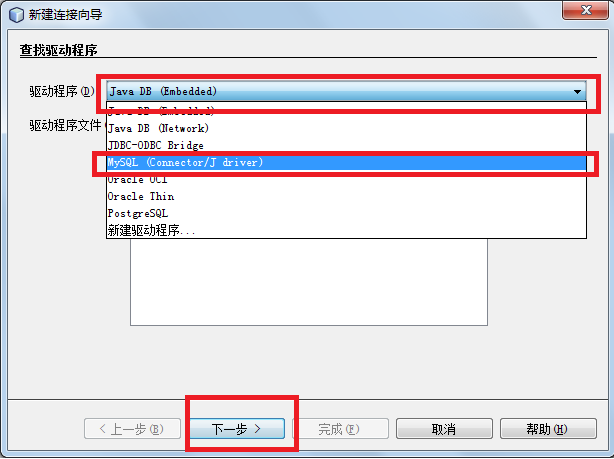 新建连接向导
查找驱动程序
驱动程序(D)
Java DB (Embedded)
驱动程序文件(
Java DB (Embedded)
Java DB (Network)
JDBC-ODBC Bridge
MySQL (Connector/J driver)
Oracle OCI
Oracle Thin
PostgreSQL
新建驱动程序...
< 上一步(B)
下一步 >
完成(F)
取消
帮助(H)